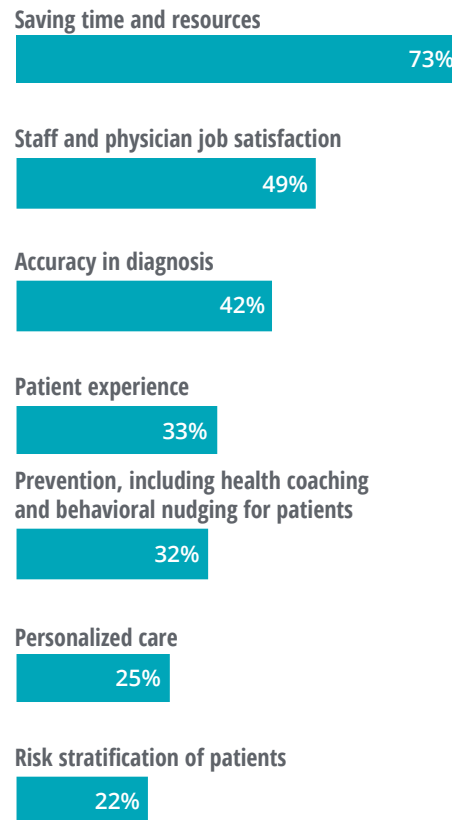 Saving time and resources
73%
Staff and physician job satisfaction
49%
Accuracy in diagnosis
42%
Patient experience
33%
Prevention, including health coaching
and behavioral nudging for patients
32%
Personalized care
25%
Risk stratification of patients
22%